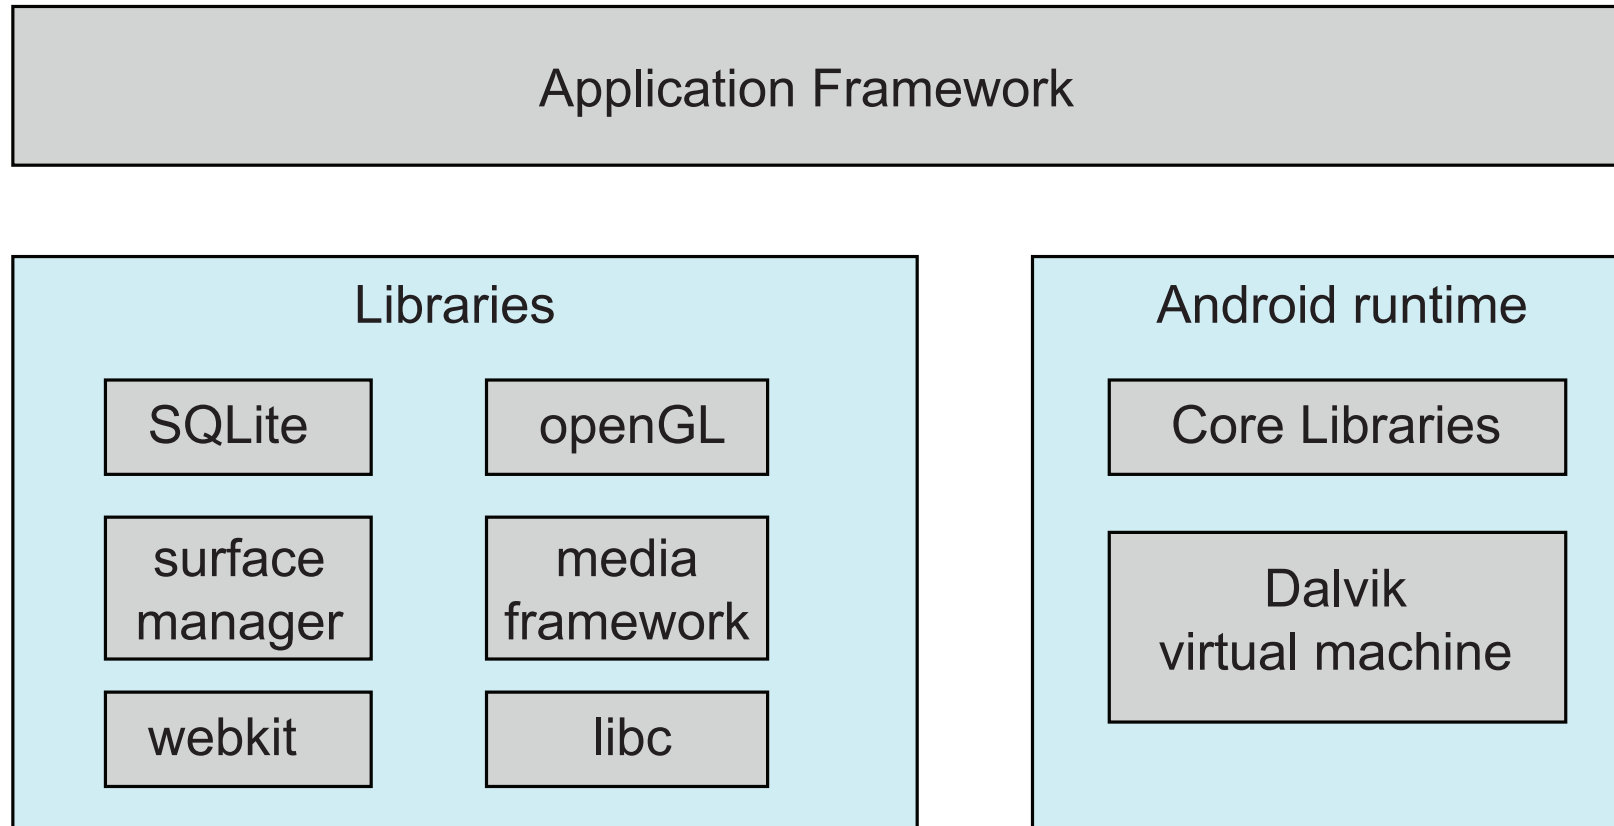 Application Framework
Libraries
SQLite
openGL
surface
manager
media
framework
webkit
libc
Android runtime
Core Libraries
Dalvik
virtual machine